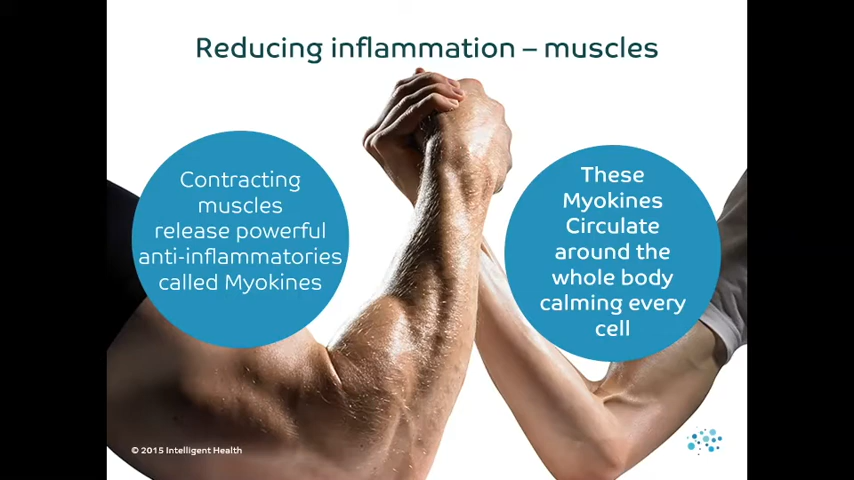 Reducing inflammation – muscles
Contracting
muscles
release powerful
anti-inflammatories
called Myokines
These
Myokines
Circulate
around the
whole body
calming every
cell
© 2015 Intelligent Health